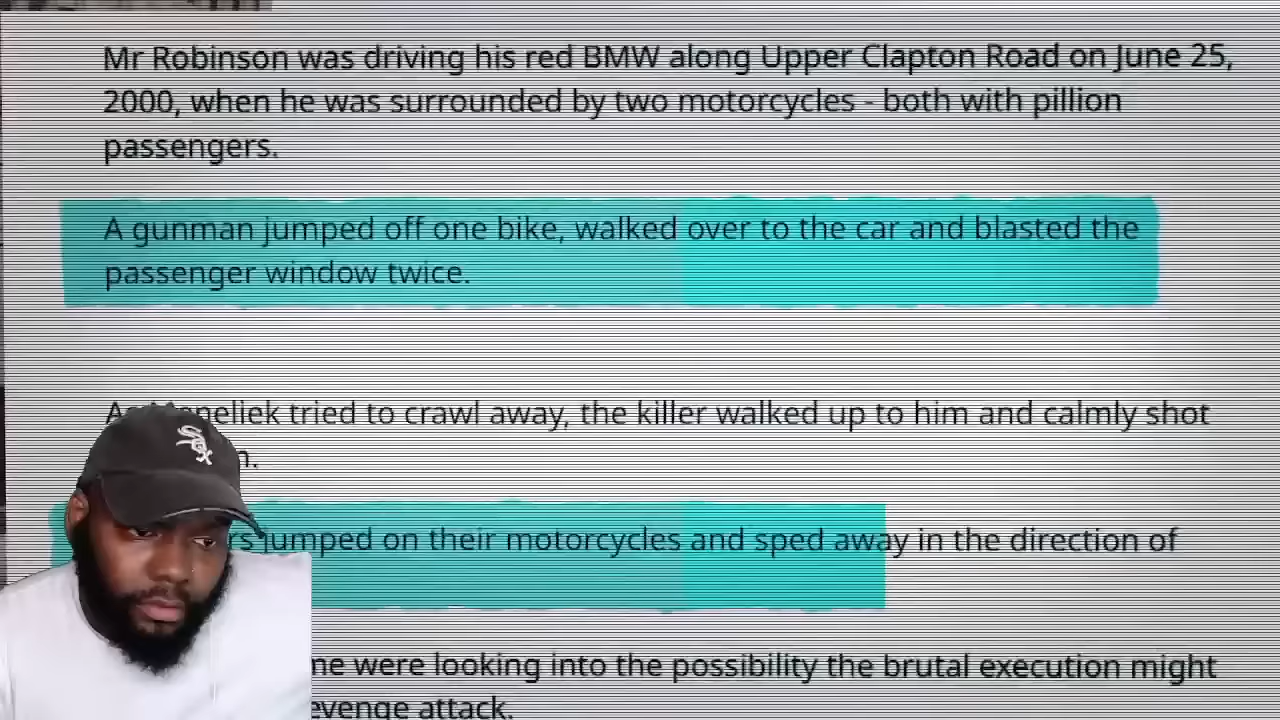 Mr Robinson was driving his red BMW along Upper Clapton Road on June 25,
2000, when he was surrounded by two motorcycles - both with pillion
passengers.
A gunman jumped off one bike, walked over to the car and blasted the
passenger window twice.
tried to crawl away, the killer walked up to him and calmly shot
jumped on their motorcycles and sped away in the direction of
were looking into the possibility the brutal execution might
attack.